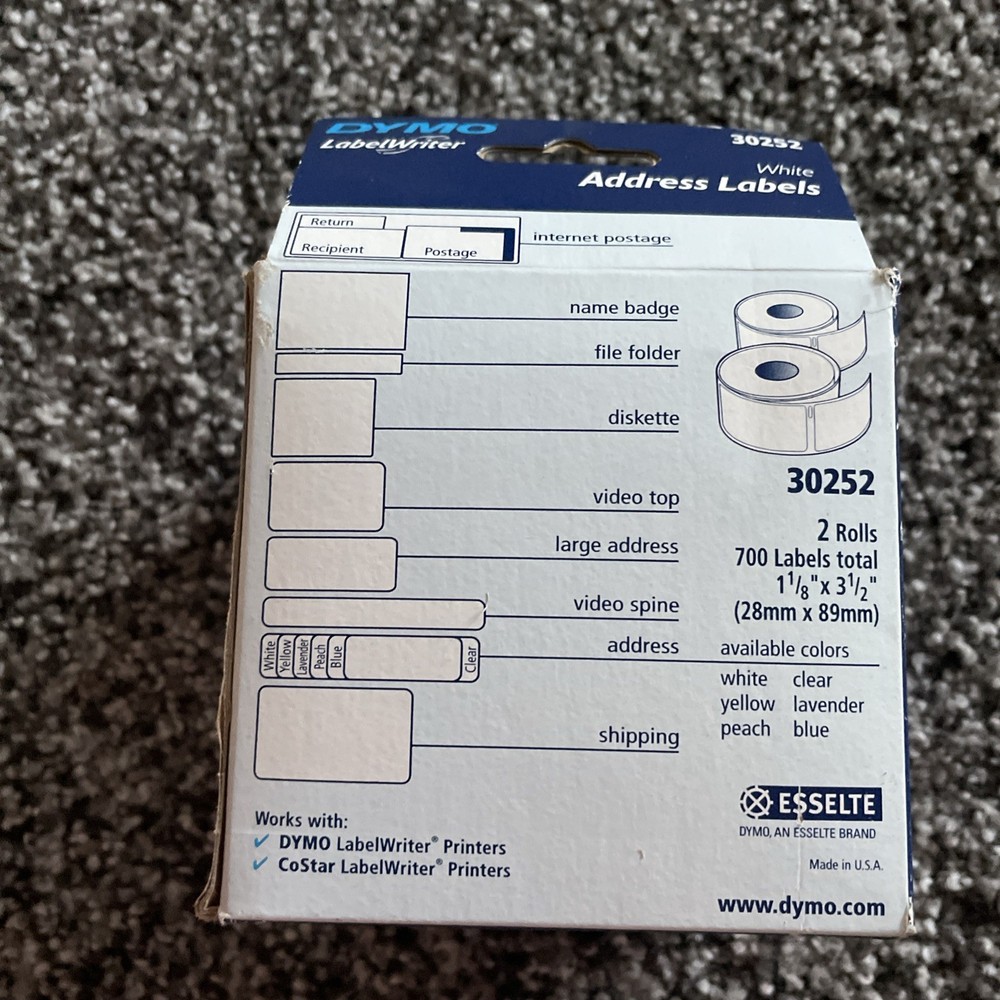 DYMO
LabelWriter
30252
White
Address Labels
Return
Recipient
Postage
internet postage
name badge
file folder
diskette
video top
large address
video spine
White
Yellow
Lavender
Peach
Blue
Clear
address
shipping
30252
2 Rolls
700 Labels total
1 1/8" x 3 1/2"
(28mm x 89mm)
available colors
white clear
yellow lavender
peach blue
Works with:
✓ DYMO LabelWriter® Printers
✓ CoStar LabelWriter® Printers
ESSELTE
DYMO, AN ESSELTE BRAND
Made in U.S.A.
www.dymo.com